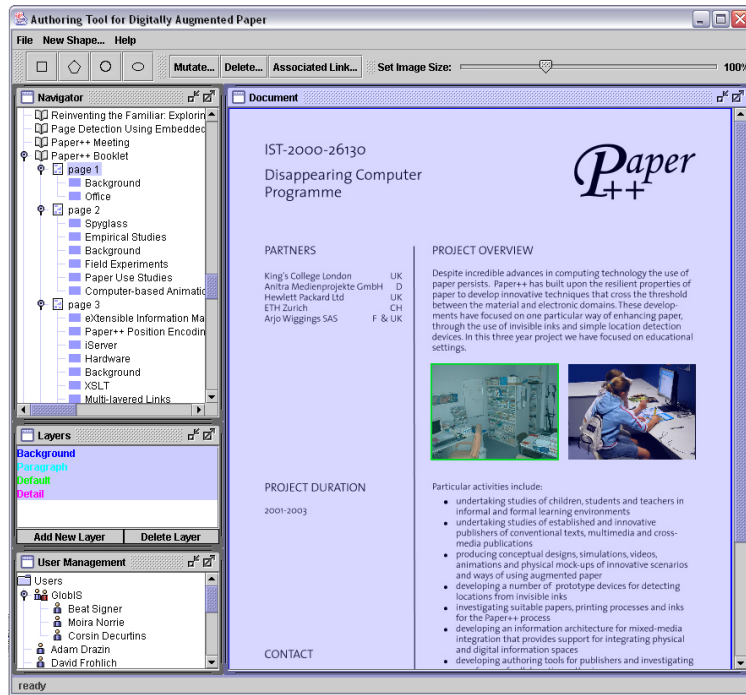 Authoring Tool for Digitally Augmented Paper
File New Shape... Help
Mutate... Delete... Associated Link... Set Image Size: 100%
Navigator
Reinventing the Familiar: Explorin
Page Detection Using Embedded
Paper++ Meeting
Paper++ Booklet
page 1
Background
Office
page 2
Spyglass
Empirical Studies
Background
Field Experiments
Paper Use Studies
Computer-based Animatic
page 3
eXtensible Information Ma
Paper++ Position Encodin
iServer
Hardware
Background
XSLT
Multi-layered Links
Layers
Background
Paragraph
Default
Detail
Add New Layer Delete Layer
User Management
Users
GlobIS
Beat Signer
Moira Norrie
Corsin Decurtins
Adam Drazin
David Frohlich
Document
IST-2000-26130
Disappearing Computer
Programme
Paper
++
PARTNERS
King's College London UK
Anitra Medienprojekte GmbH D
Hewlett Packard Ltd UK
ETH Zurich CH
Arjo Wiggings SAS F & UK
PROJECT OVERVIEW
Despite incredible advances in computing technology the use of
paper persists. Paper++ has built upon the resilient properties of
paper to develop innovative techniques that cross the threshold
between the material and electronic domains. These develop-
ments have focused on one particular way of enhancing paper,
through the use of invisible inks and simple location detection
devices. In this three year project we have focused on educational
settings.
PROJECT DURATION
2001-2003
Particular activities include:
• undertaking studies of children, students and teachers in
informal and formal learning environments
• undertaking studies of established and innovative
publishers of conventional texts, multimedia and cross-
media publications
• producing conceptual designs, simulations, videos,
animations and physical mock-ups of innovative scenarios
and ways of using augmented paper
• developing a number of prototype devices for detecting
locations from invisible inks
• investigating suitable papers, printing processes and inks
for the Paper++ process
• developing an information architecture for mixed-media
integration that provides support for integrating physical
and digital information spaces
• developing authoring tools for publishers and investigating
CONTACT
ready